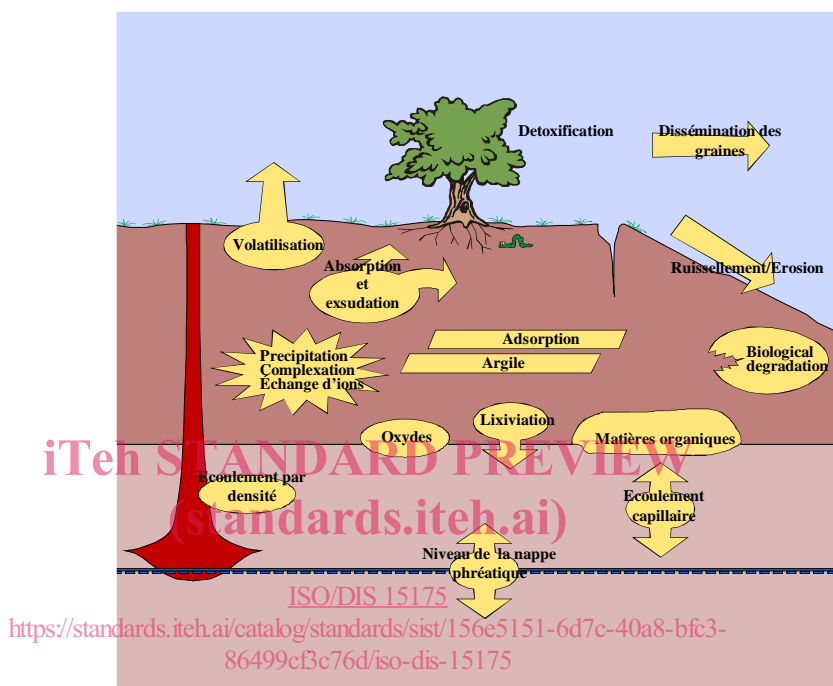 Detoxification
Dissémination des
graines
Volatilisation
Absorption
et
exsudation
Ruissellement/Erosion
Adsorption
Argile
Precipitation
Complexation
Échange d'ions
Biological
degradation
Oxydes
Lixiviation
Matières organiques
iTeh STANDARD PREVIEW
Ecoulement par
densité
Ecoulement
capillaire
(standards.iteh.ai)
Niveau de la nappe
phréatique
ISO/DIS 15175
https://standards.iteh.ai/catalog/standards/sist/156e5151-6d7c-40a8-bfc3-
86499cf3c76d/iso-dis-15175